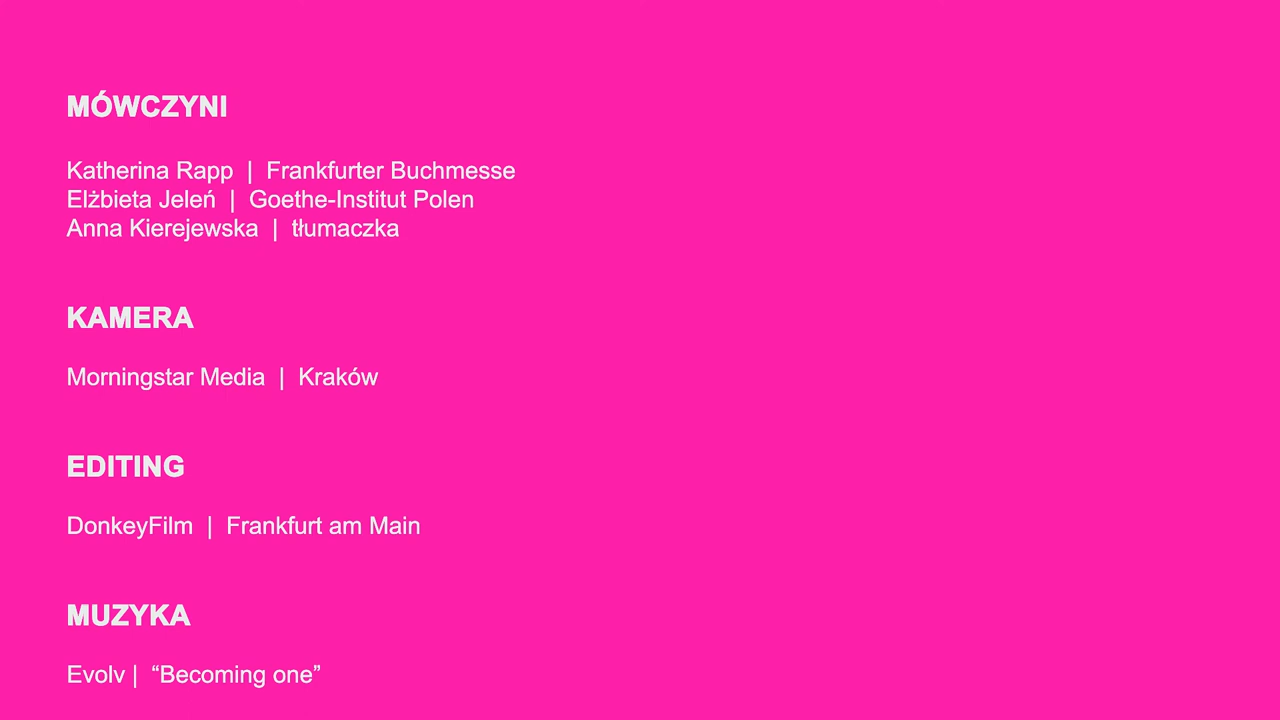 MÓWCZYNI
Katherina Rapp | Frankfurter Buchmesse
Elżbieta Jeleń | Goethe-Institut Polen
Anna Kierejewska | tłumaczka
KAMERA
Morningstar Media | Kraków
EDITING
DonkeyFilm | Frankfurt am Main
MUZYKA
Evolv | “Becoming one”